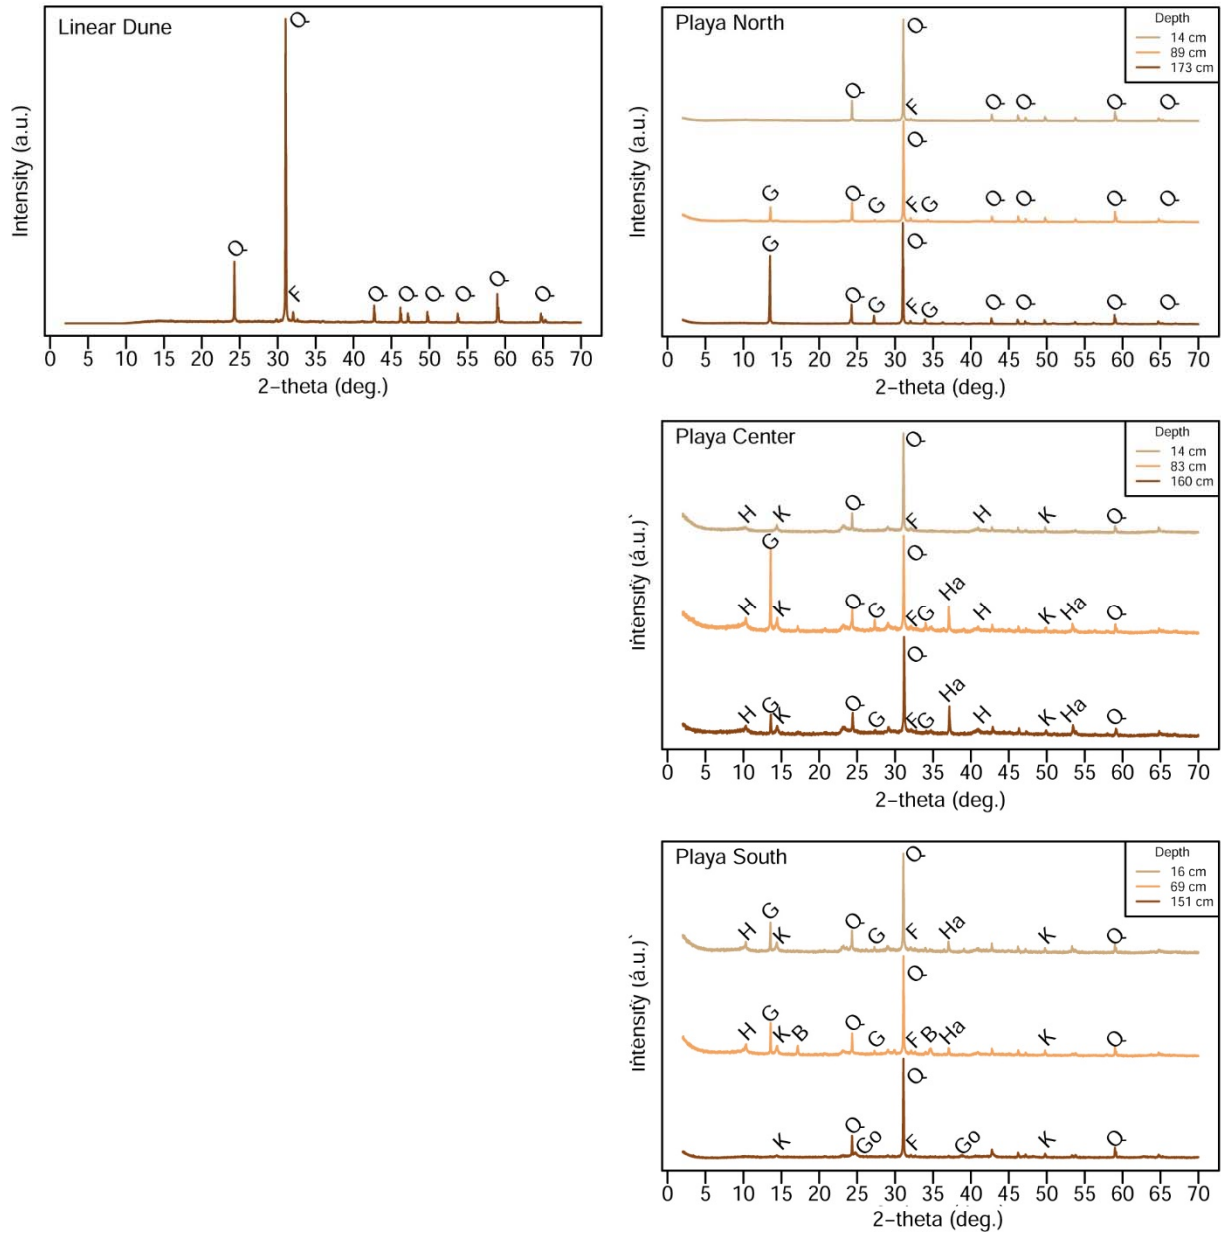 Linear Dune
Q
Q
F
Q Q Q Q Q Q
Intensity (a.u.)
0 5 10 15 20 25 30 35 40 45 50 55 60 65 70
2-theta (deg.)
Playa North
Depth
14 cm
89 cm
173 cm
Q
Q F Q Q Q Q
Q
G Q G F G Q Q Q Q
Q
G Q G F G Q Q Q Q
Intensity (a.u.)
0 5 10 15 20 25 30 35 40 45 50 55 60 65 70
2-theta (deg.)
Playa Center
Depth
14 cm
83 cm
160 cm
Q
H K Q F H K Q
Q
H G K Q G F G Ha H K Ha Q
Q
H G K Q G F G Ha H K Ha Q
Intensity (a.u.)
0 5 10 15 20 25 30 35 40 45 50 55 60 65 70
2-theta (deg.)
Playa South
Depth
16 cm
69 cm
151 cm
Q
H G K Q G F Ha K Q
Q
H G K B Q G F B Ha K Q
Q
K Q Go F Go K Q
Intensity (a.u.)
0 5 10 15 20 25 30 35 40 45 50 55 60 65 70
2-theta (deg.)